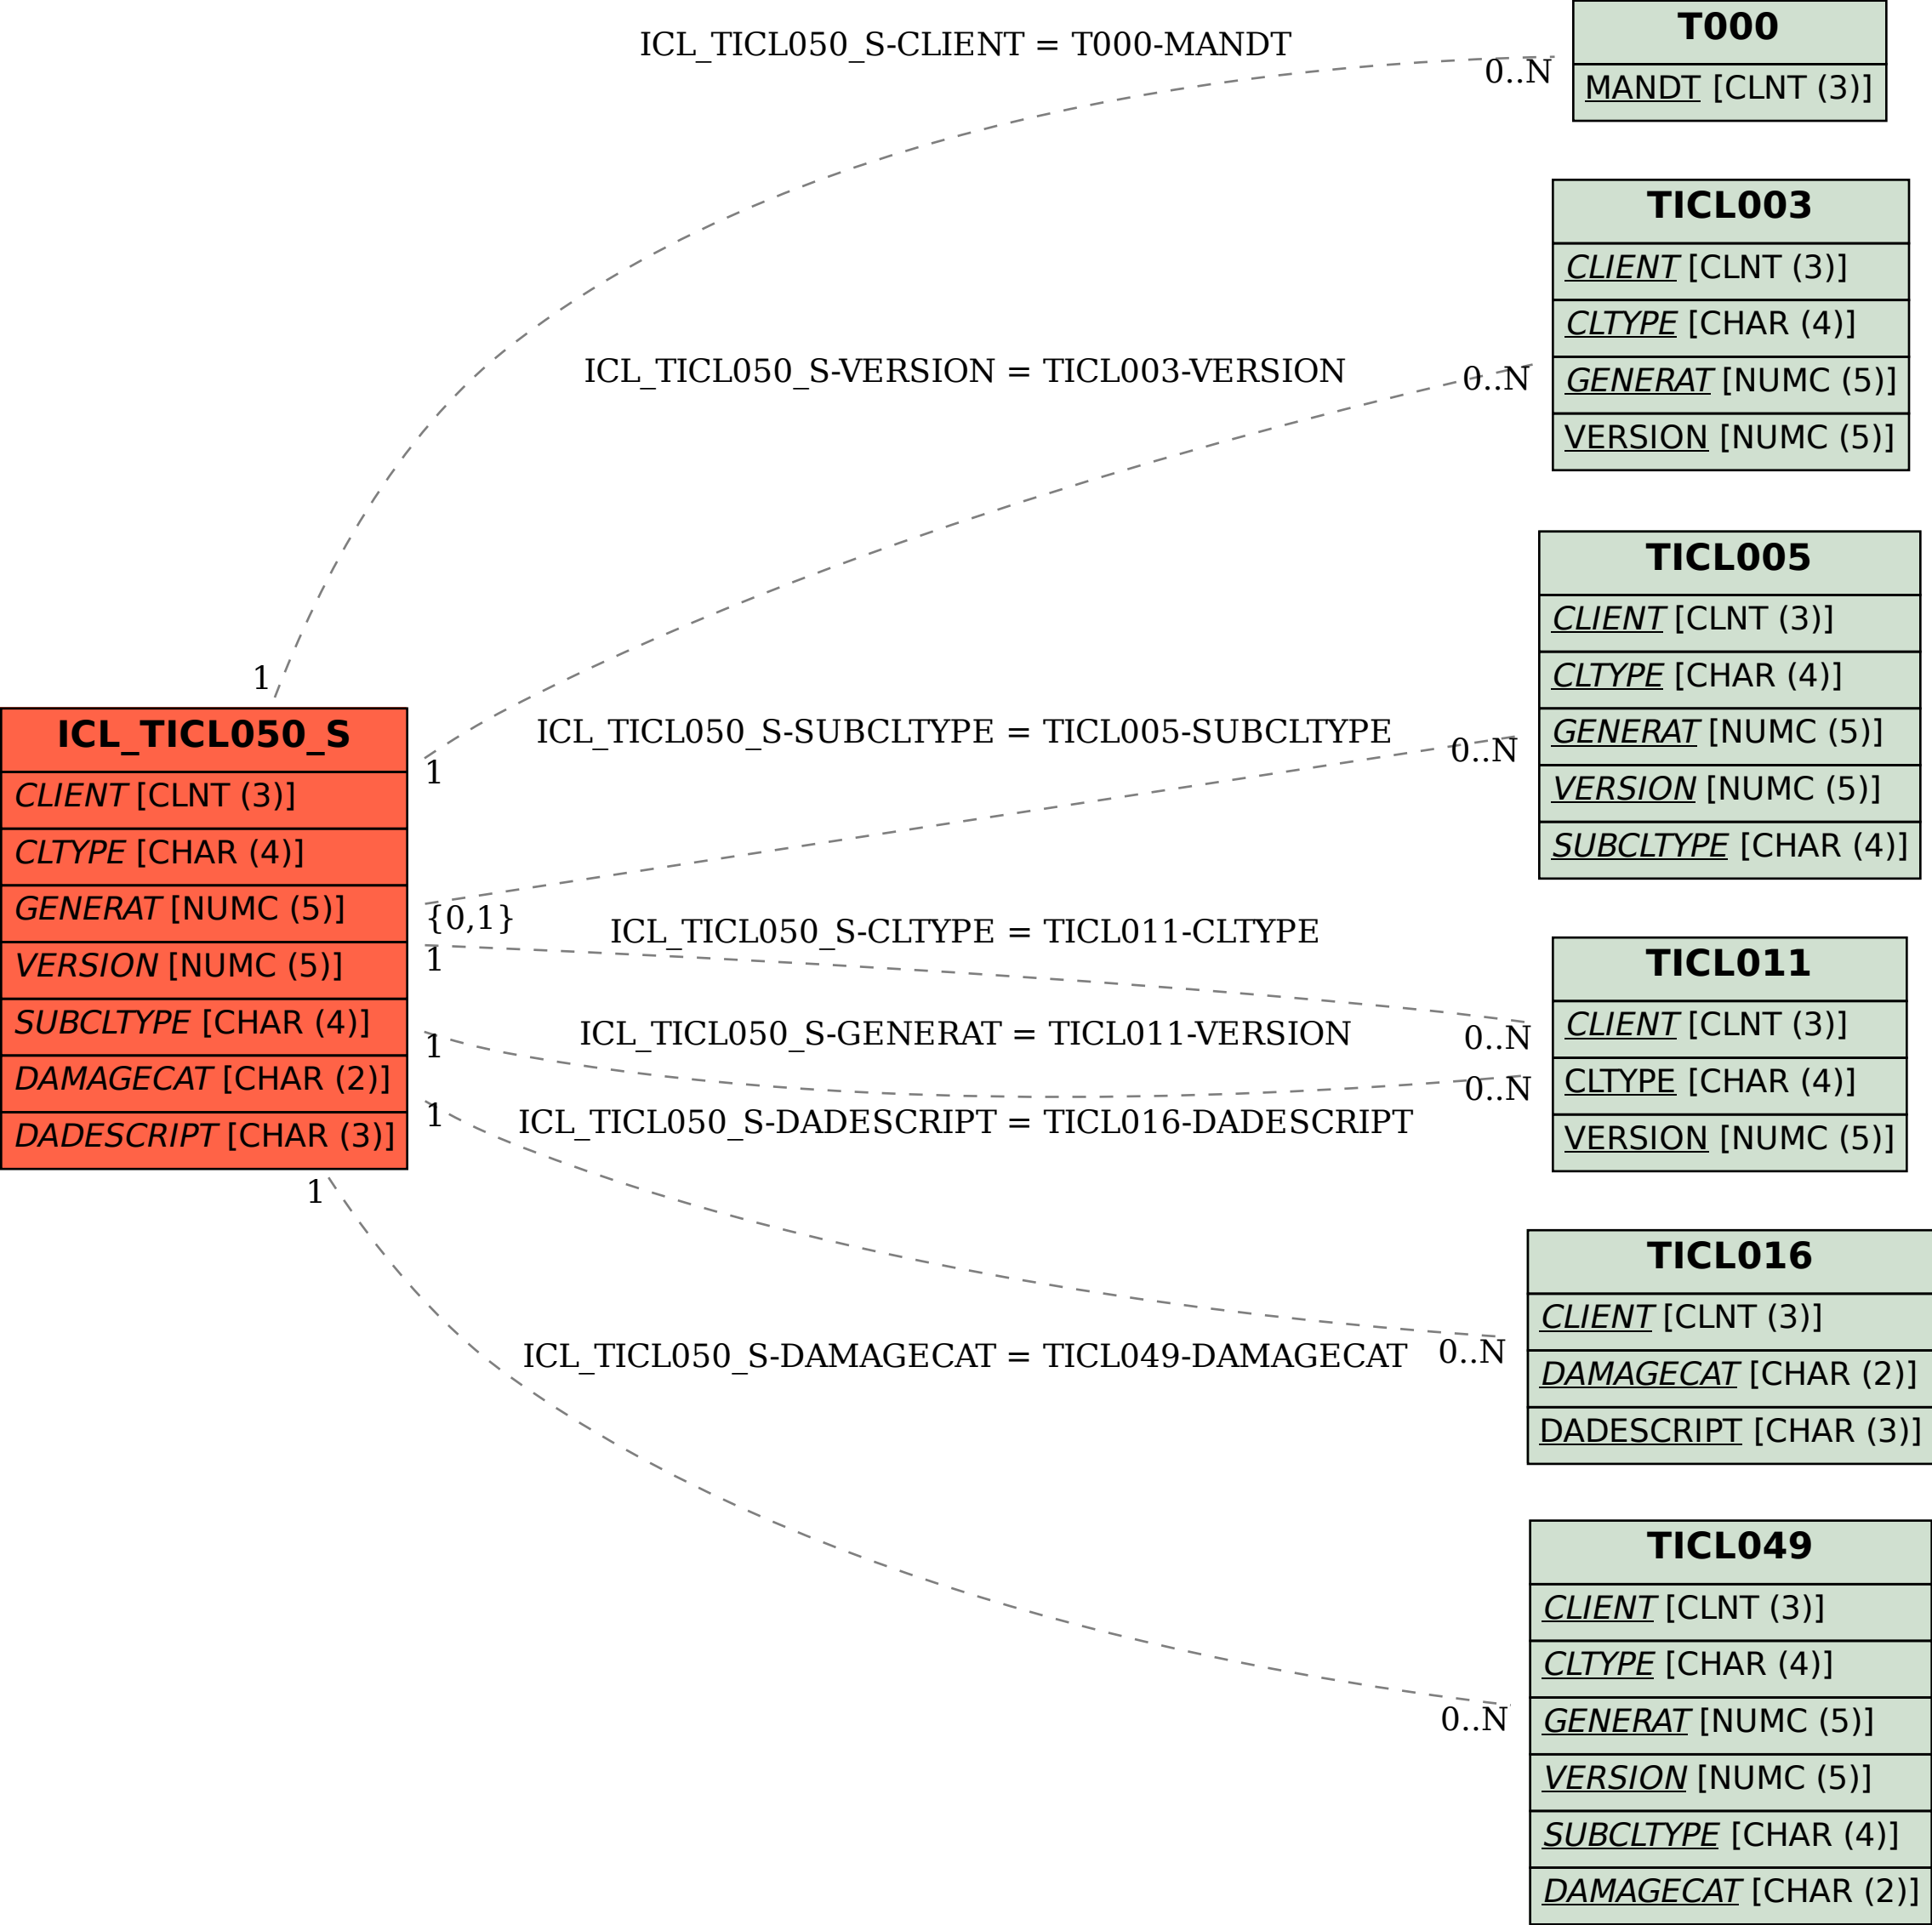 ICL_TICL050_S-CLIENT = T000-MANDT
0..N
1
T000
MANDT [CLNT (3)]
ICL_TICL050_S-VERSION = TICL003-VERSION
0..N
1
TICL003
CLIENT [CLNT (3)]
CLTYPE [CHAR (4)]
GENERAT [NUMC (5)]
VERSION [NUMC (5)]
ICL_TICL050_S-SUBCLTYPE = TICL005-SUBCLTYPE
0..N
{0,1}
TICL005
CLIENT [CLNT (3)]
CLTYPE [CHAR (4)]
GENERAT [NUMC (5)]
VERSION [NUMC (5)]
SUBCLTYPE [CHAR (4)]
ICL_TICL050_S
CLIENT [CLNT (3)]
CLTYPE [CHAR (4)]
GENERAT [NUMC (5)]
VERSION [NUMC (5)]
SUBCLTYPE [CHAR (4)]
DAMAGECAT [CHAR (2)]
DADESCRIPT [CHAR (3)]
ICL_TICL050_S-CLTYPE = TICL011-CLTYPE
1
0..N
ICL_TICL050_S-GENERAT = TICL011-VERSION
1
0..N
TICL011
CLIENT [CLNT (3)]
CLTYPE [CHAR (4)]
VERSION [NUMC (5)]
ICL_TICL050_S-DADESCRIPT = TICL016-DADESCRIPT
1
0..N
TICL016
CLIENT [CLNT (3)]
DAMAGECAT [CHAR (2)]
DADESCRIPT [CHAR (3)]
ICL_TICL050_S-DAMAGECAT = TICL049-DAMAGECAT
1
0..N
TICL049
CLIENT [CLNT (3)]
CLTYPE [CHAR (4)]
GENERAT [NUMC (5)]
VERSION [NUMC (5)]
SUBCLTYPE [CHAR (4)]
DAMAGECAT [CHAR (2)]